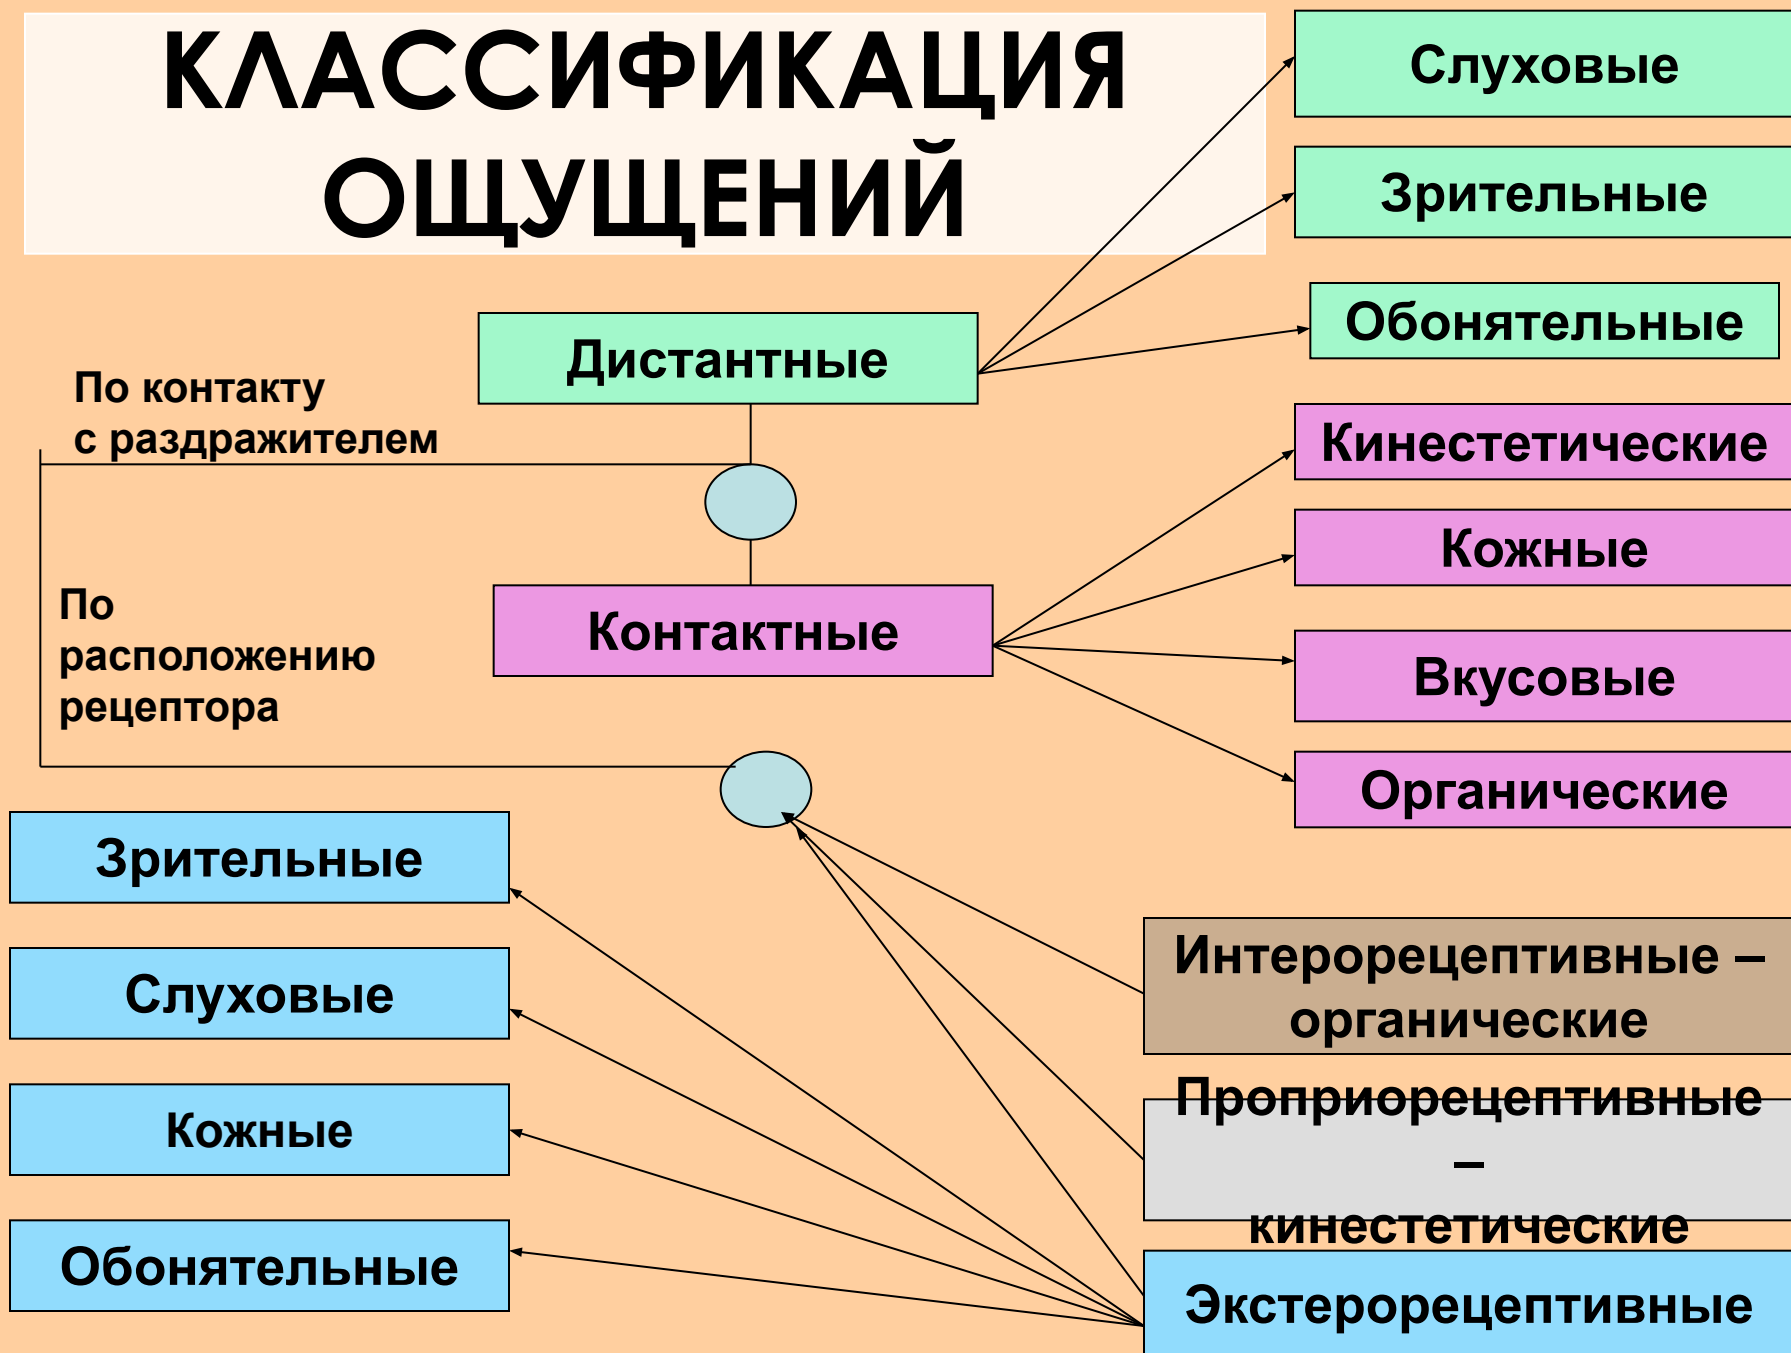 КЛАССИФИКАЦИЯ
ОЩУЩЕНИЙ
Слуховые
Зрительные
Обонятельные
Дистантные
По контакту
с раздражителем
Кинестетические
Кожные
По
расположению
рецептора
Контактные
Вкусовые
Органические
Зрительные
Слуховые
Кожные
Обонятельные
Интерорецептивные –
органические
Проприорецептивные
–
кинестетические
Экстерорецептивные